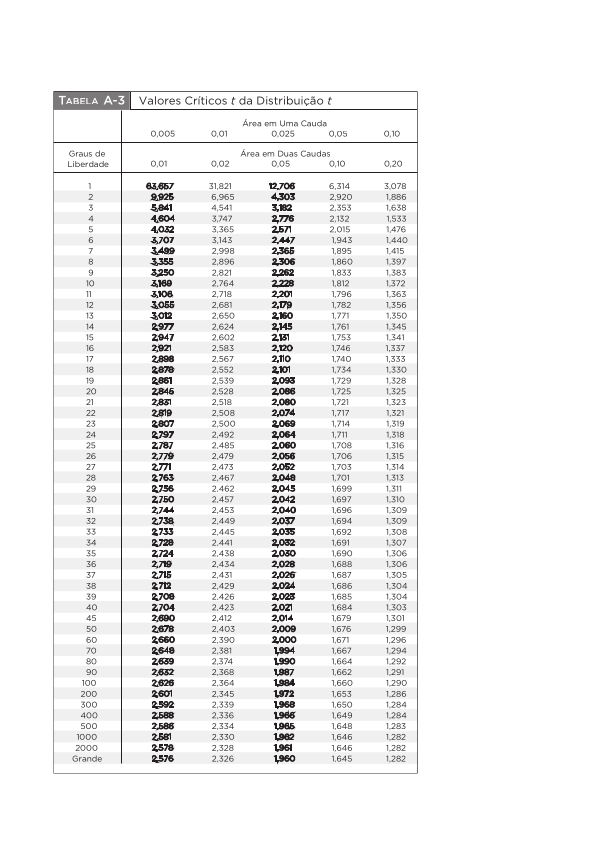 TABELA A-3 Valores Críticos t da Distribuição t
Área em Uma Cauda
0,005 0,01 0,025 0,05 0,10
Graus de Área em Duas Caudas
Liberdade 0,01 0,02 0,05 0,10 0,20
1 63,657 31,821 12,706 6,314 3,078
2 9,925 6,965 4,303 2,920 1,886
3 5,841 4,541 3,182 2,353 1,638
4 4,604 3,747 2,776 2,132 1,533
5 4,032 3,365 2,571 2,015 1,476
6 3,707 3,143 2,447 1,943 1,440
7 3,499 2,998 2,365 1,895 1,415
8 3,355 2,896 2,306 1,860 1,397
9 3,250 2,821 2,262 1,833 1,383
10 3,169 2,764 2,228 1,812 1,372
11 3,106 2,718 2,201 1,796 1,363
12 3,055 2,681 2,179 1,782 1,356
13 3,012 2,650 2,160 1,771 1,350
14 2,977 2,624 2,145 1,761 1,345
15 2,947 2,602 2,131 1,753 1,341
16 2,921 2,583 2,120 1,746 1,337
17 2,898 2,567 2,110 1,740 1,333
18 2,878 2,552 2,101 1,734 1,330
19 2,861 2,539 2,093 1,729 1,328
20 2,845 2,528 2,086 1,725 1,325
21 2,831 2,518 2,080 1,721 1,323
22 2,819 2,508 2,074 1,717 1,321
23 2,807 2,500 2,069 1,714 1,319
24 2,797 2,492 2,064 1,711 1,318
25 2,787 2,485 2,060 1,708 1,316
26 2,779 2,479 2,056 1,706 1,315
27 2,771 2,473 2,052 1,703 1,314
28 2,763 2,467 2,048 1,701 1,313
29 2,756 2,462 2,045 1,699 1,311
30 2,750 2,457 2,042 1,697 1,310
31 2,744 2,453 2,040 1,696 1,309
32 2,738 2,449 2,037 1,694 1,309
33 2,733 2,445 2,035 1,692 1,308
34 2,728 2,441 2,032 1,691 1,307
35 2,724 2,438 2,030 1,690 1,306
36 2,719 2,434 2,028 1,688 1,306
37 2,715 2,431 2,026 1,687 1,305
38 2,712 2,429 2,024 1,686 1,304
39 2,708 2,426 2,023 1,685 1,304
40 2,704 2,423 2,021 1,684 1,303
45 2,690 2,412 2,014 1,679 1,301
50 2,678 2,403 2,009 1,676 1,299
60 2,660 2,390 2,000 1,671 1,296
70 2,648 2,381 1,994 1,667 1,294
80 2,639 2,374 1,990 1,664 1,292
90 2,632 2,368 1,987 1,662 1,291
100 2,626 2,364 1,984 1,660 1,290
200 2,601 2,345 1,972 1,653 1,286
300 2,592 2,339 1,968 1,650 1,284
400 2,588 2,336 1,966 1,649 1,284
500 2,586 2,334 1,965 1,648 1,283
1000 2,581 2,330 1,962 1,646 1,282
2000 2,578 2,328 1,961 1,646 1,282
Grande 2,576 2,326 1,960 1.645 1,282